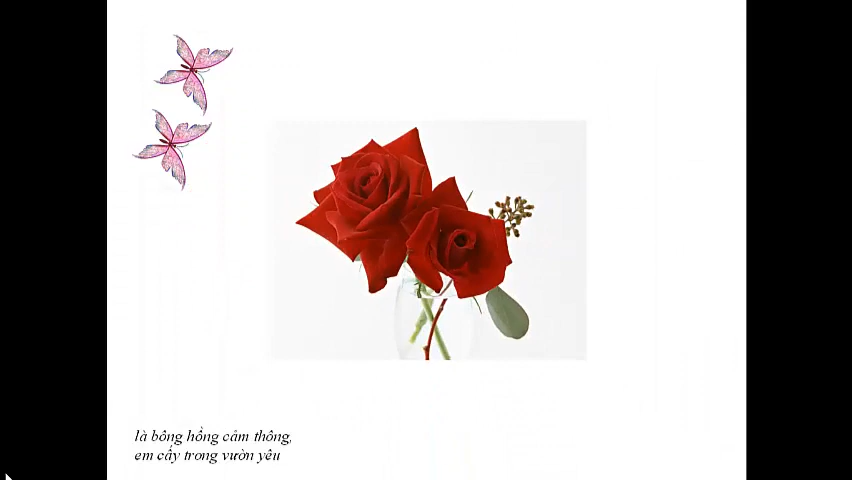 là bông hồng cảm thông,
em cấy trong vườn yêu